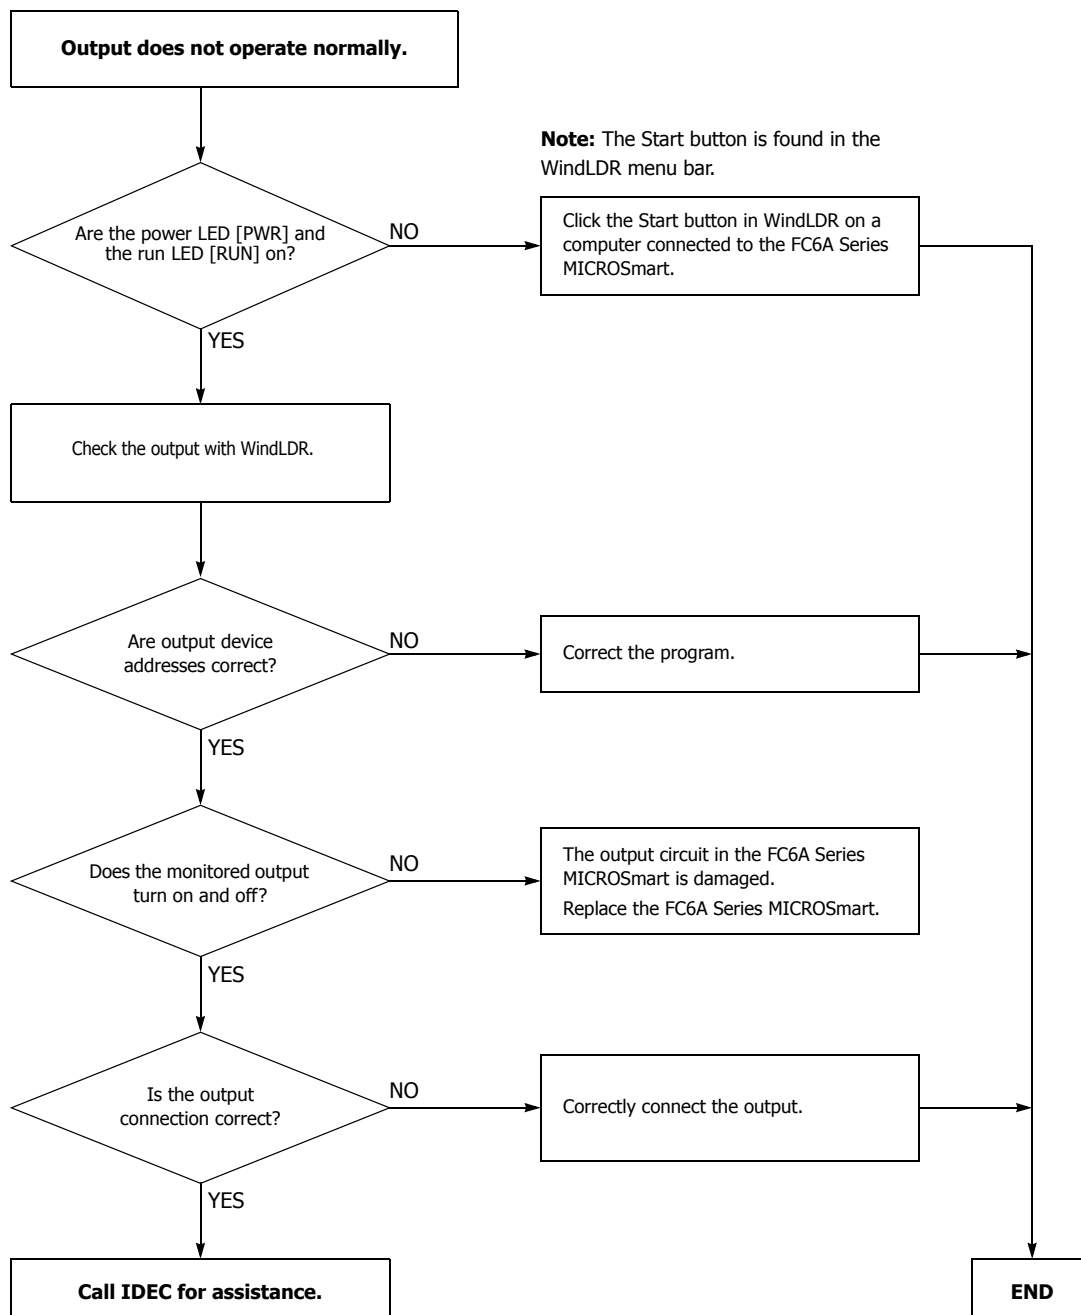 Output does not operate normally.
Note: The Start button is found in the
WindLDR menu bar.
Are the power LED [PWR] and
the run LED [RUN] on?
NO
Click the Start button in WindLDR on a
computer connected to the FC6A Series
MICROSmart.
YES
Check the output with WindLDR.
Are output device
addresses correct?
NO
Correct the program.
YES
Does the monitored output
turn on and off?
NO
The output circuit in the FC6A Series
MICROSmart is damaged.
Replace the FC6A Series MICROSmart.
YES
Is the output
connection correct?
NO
Correctly connect the output.
YES
Call IDEC for assistance.
END